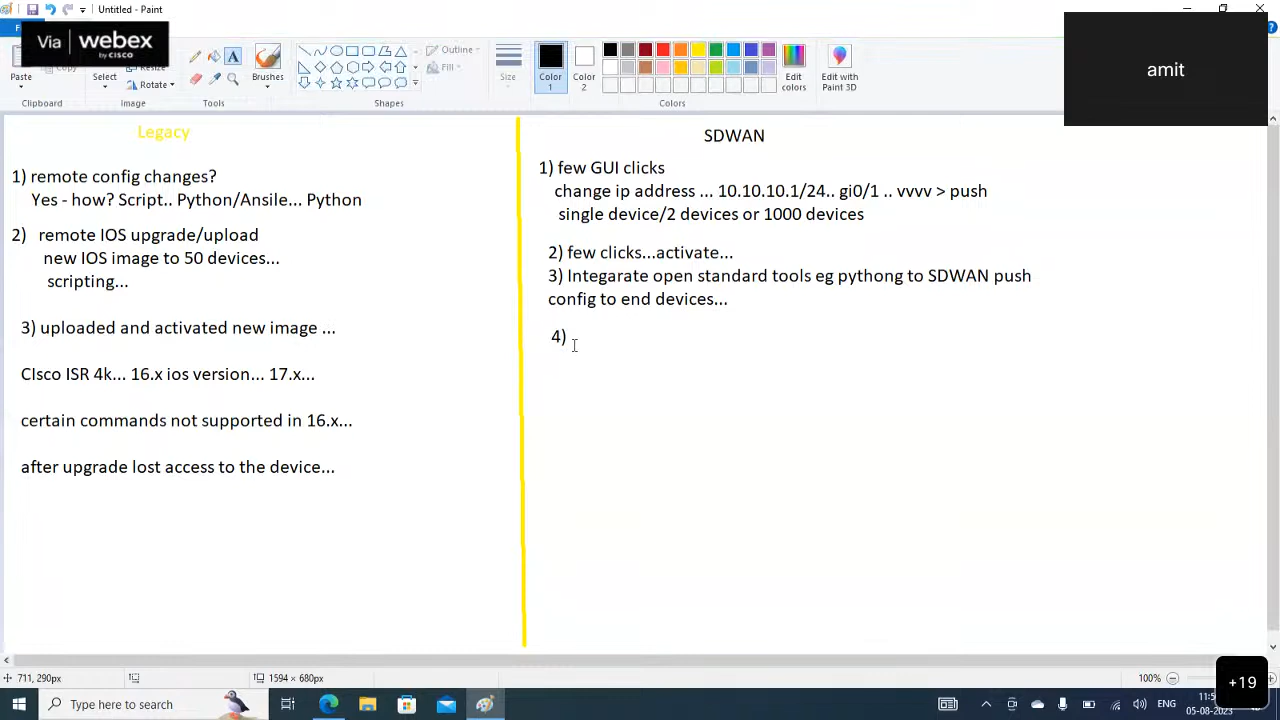 Untitled - Paint
Via webex
by CISCO
Paste
Copy
Select
Resize
Rotate
A
Brushes
Outline
Fill
Size
Color
1
Color
2
Edit
colors
Edit with
Paint 3D
Clipboard
Image
Tools
Shapes
Colors
amit
Legacy
1) remote config changes?
Yes - how? Script.. Python/Ansile... Python
2) remote IOS upgrade/upload
new IOS image to 50 devices...
scripting...
3) uploaded and activated new image ...
CIsco ISR 4k... 16.x ios version... 17.x...
certain commands not supported in 16.x...
after upgrade lost access to the device...
SDWAN
1) few GUI clicks
change ip address ... 10.10.10.1/24.. gi0/1 .. vvvv > push
single device/2 devices or 1000 devices
2) few clicks...activate...
3) Integarate open standard tools eg pythong to SDWAN push
config to end devices...
4)
711, 290px
1594 × 680px
100%
+19
Type here to search
ENG
11:5
05-08-2023